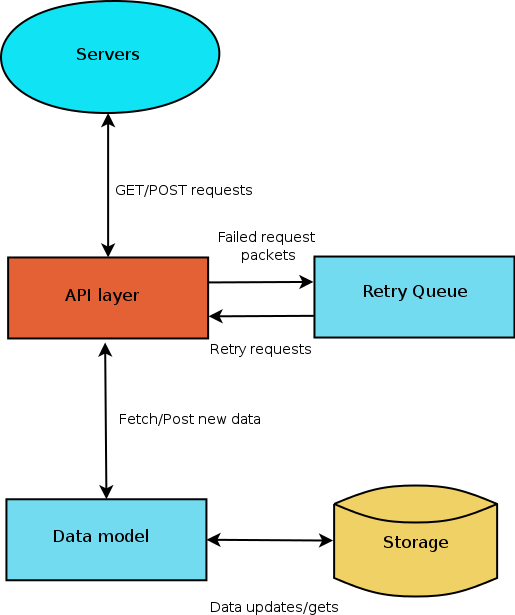 Servers
GET/POST requests
Failed request
packets
API layer
Retry Queue
Retry requests
Fetch/Post new data
Data model
Storage
Data updates/gets